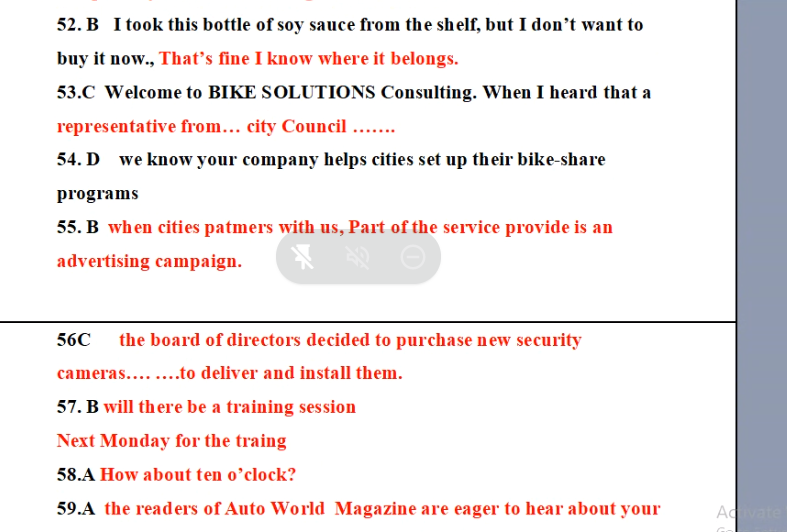 52. B I took this bottle of soy sauce from the shelf, but I don’t want to
buy it now., That’s fine I know where it belongs.
53.C Welcome to BIKE SOLUTIONS Consulting. When I heard that a
representative from… city Council …….
54. D we know your company helps cities set up their bike-share
programs
55. B when cities patmers with us, Part of the service provide is an
advertising campaign.
56C the board of directors decided to purchase new security
cameras…. ….to deliver and install them.
57. B will there be a training session
Next Monday for the traing
58.A How about ten o’clock?
59.A the readers of Auto World Magazine are eager to hear about your